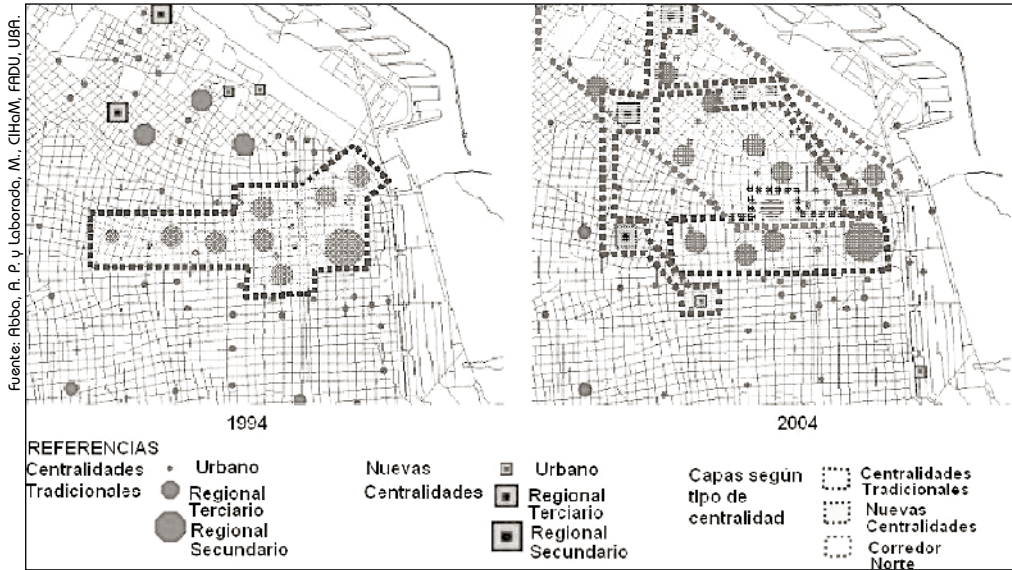 Fuente: Abba, A. P. y Laborado, M., CIHaM, FADU, UBA.
1994
2004
REFERENCIAS
Centralidades
Tradicionales
Urbano
Regional
Terciario
Regional
Secundario
Nuevas
Centralidades
Urbano
Regional
Terciario
Regional
Secundario
Capas según
tipo de
centralidad
Centralidades
Tradicionales
Nuevas
Centralidades
Corredor
Norte